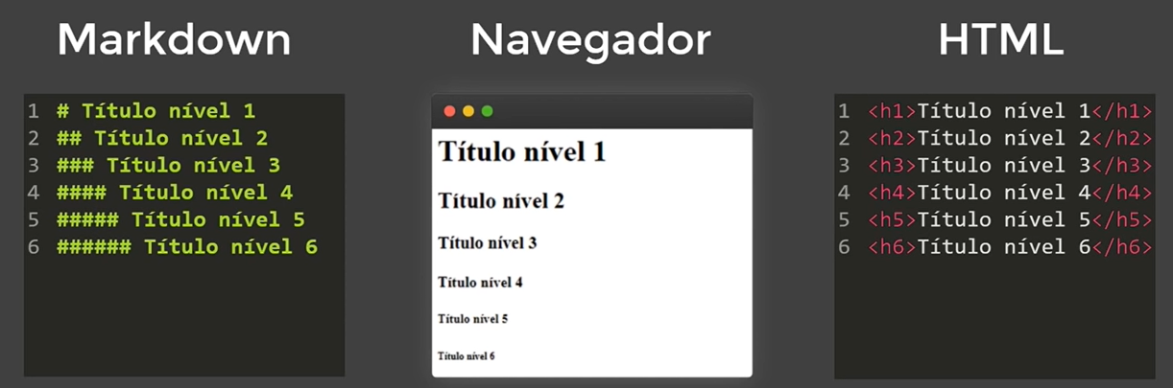 Markdown
1 # Título nível 1
2 ## Título nível 2
3 ### Título nível 3
4 #### Título nível 4
5 ##### Título nível 5
6 ###### Título nível 6
Navegador
Título nível 1
Título nível 2
Título nível 3
Título nível 4
Título nível 5
Título nível 6
HTML
1 <h1>Título nível 1</h1>
2 <h2>Título nível 2</h2>
3 <h3>Título nível 3</h3>
4 <h4>Título nível 4</h4>
5 <h5>Título nível 5</h5>
6 <h6>Título nível 6</h6>